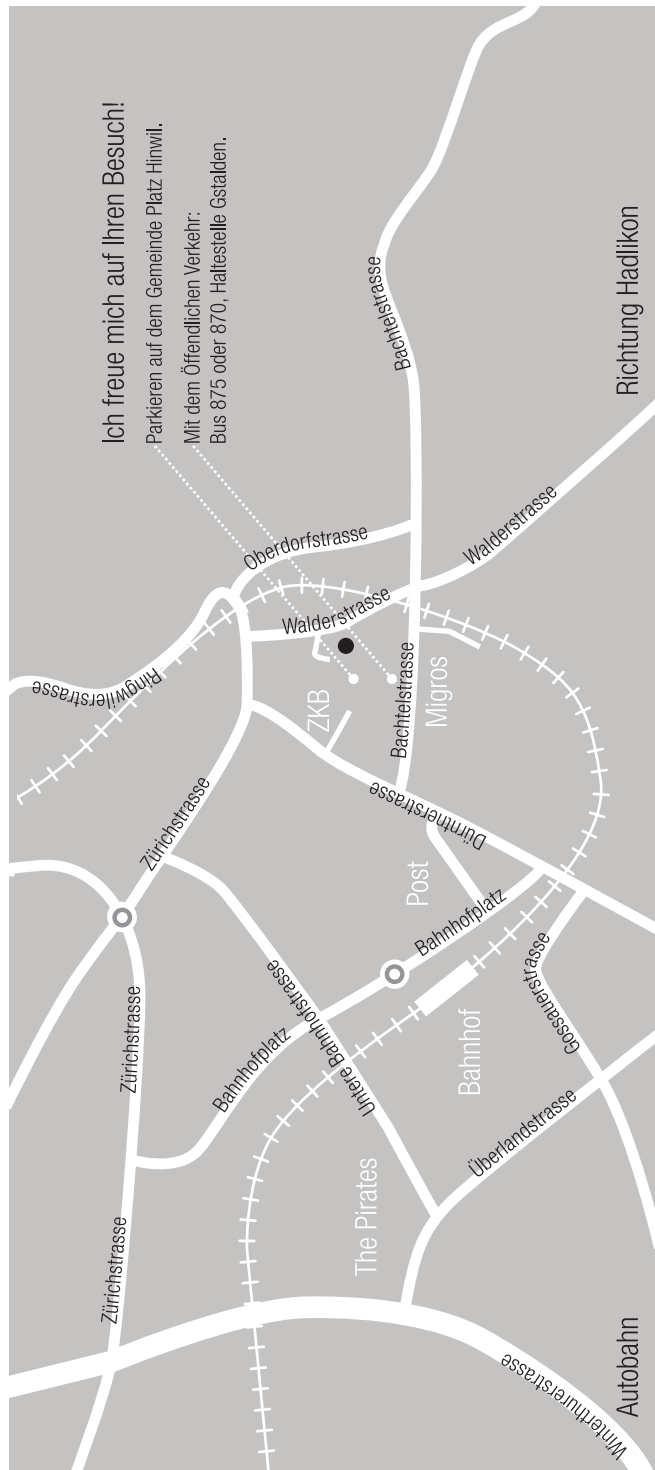 Ich freue mich auf Ihren Besuch!
Parkieren auf dem Gemeinde Platz Hinwil.
Mit dem Öffendlichen Verkehr:
Bus 875 oder 870, Haltestelle Gstalden.
Ringwilerstrasse
Zürichstrasse
Zürichstrasse
Zürichstrasse
Oberdorfstrasse
Walderstrasse
Walderstrasse
Bachtelstrasse
Bachtelstrasse
ZKB
Migros
Dürntnerstrasse
Post
Bahnhofplatz
Bahnhofplatz
Untere Bahnhofstrasse
Bahnhof
Gossauerstrasse
Überlandstrasse
The Pirates
Winterthurerstrasse
Autobahn
Richtung Hadlikon